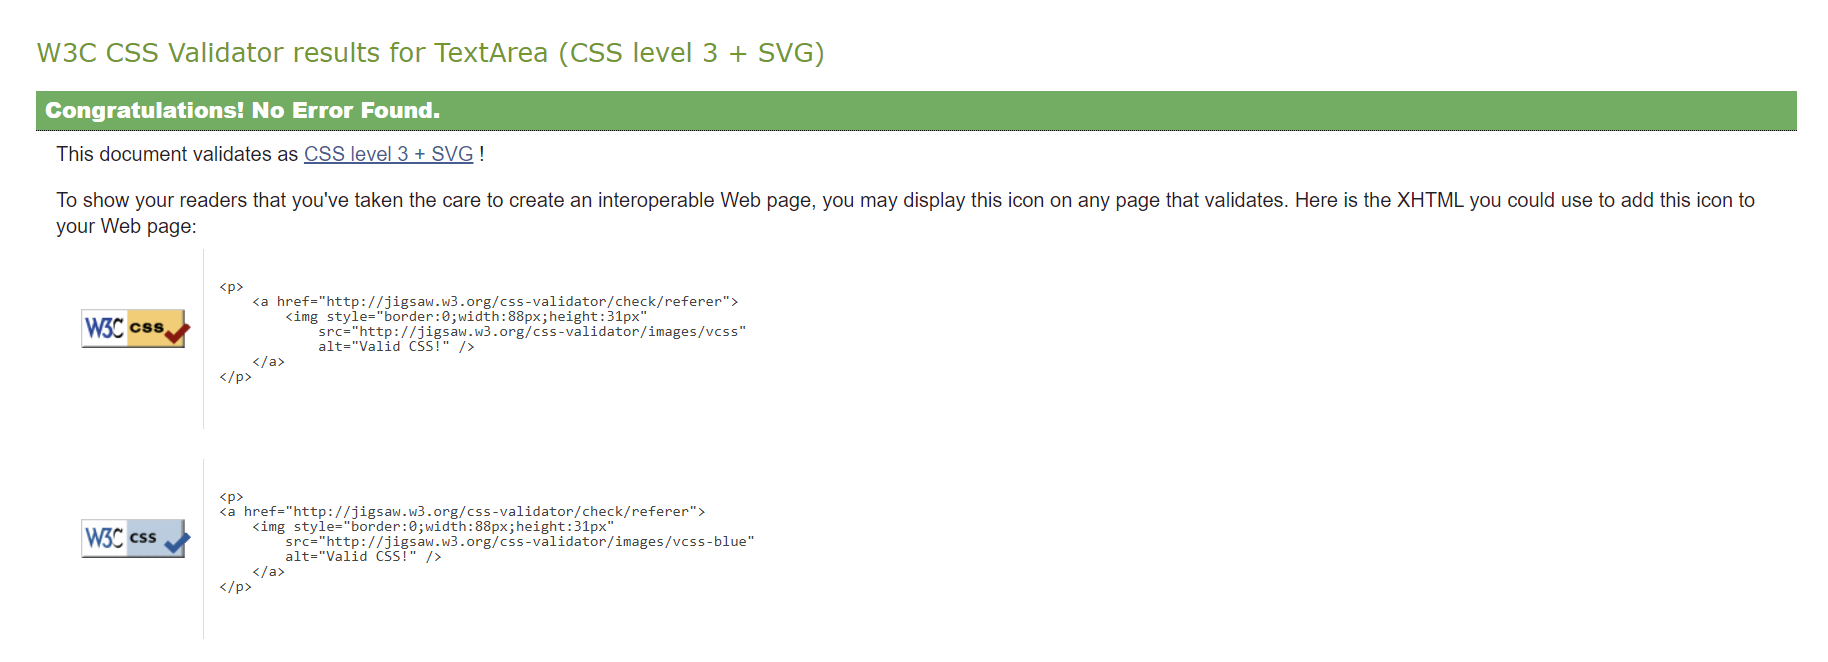 W3C CSS Validator results for TextArea (CSS level 3 + SVG)
Congratulations! No Error Found.
This document validates as CSS level 3 + SVG !
To show your readers that you've taken the care to create an interoperable Web page, you may display this icon on any page that validates. Here is the XHTML you could use to add this icon to
your Web page:
W3C css
<p>
    <a href="http://jigsaw.w3.org/css-validator/check/referer">
        <img style="border:0;width:88px;height:31px"
            src="http://jigsaw.w3.org/css-validator/images/vcss"
            alt="Valid CSS!" />
    </a>
</p>
W3C css
<p>
<a href="http://jigsaw.w3.org/css-validator/check/referer">
    <img style="border:0;width:88px;height:31px"
        src="http://jigsaw.w3.org/css-validator/images/vcss-blue"
        alt="Valid CSS!" />
    </a>
</p>